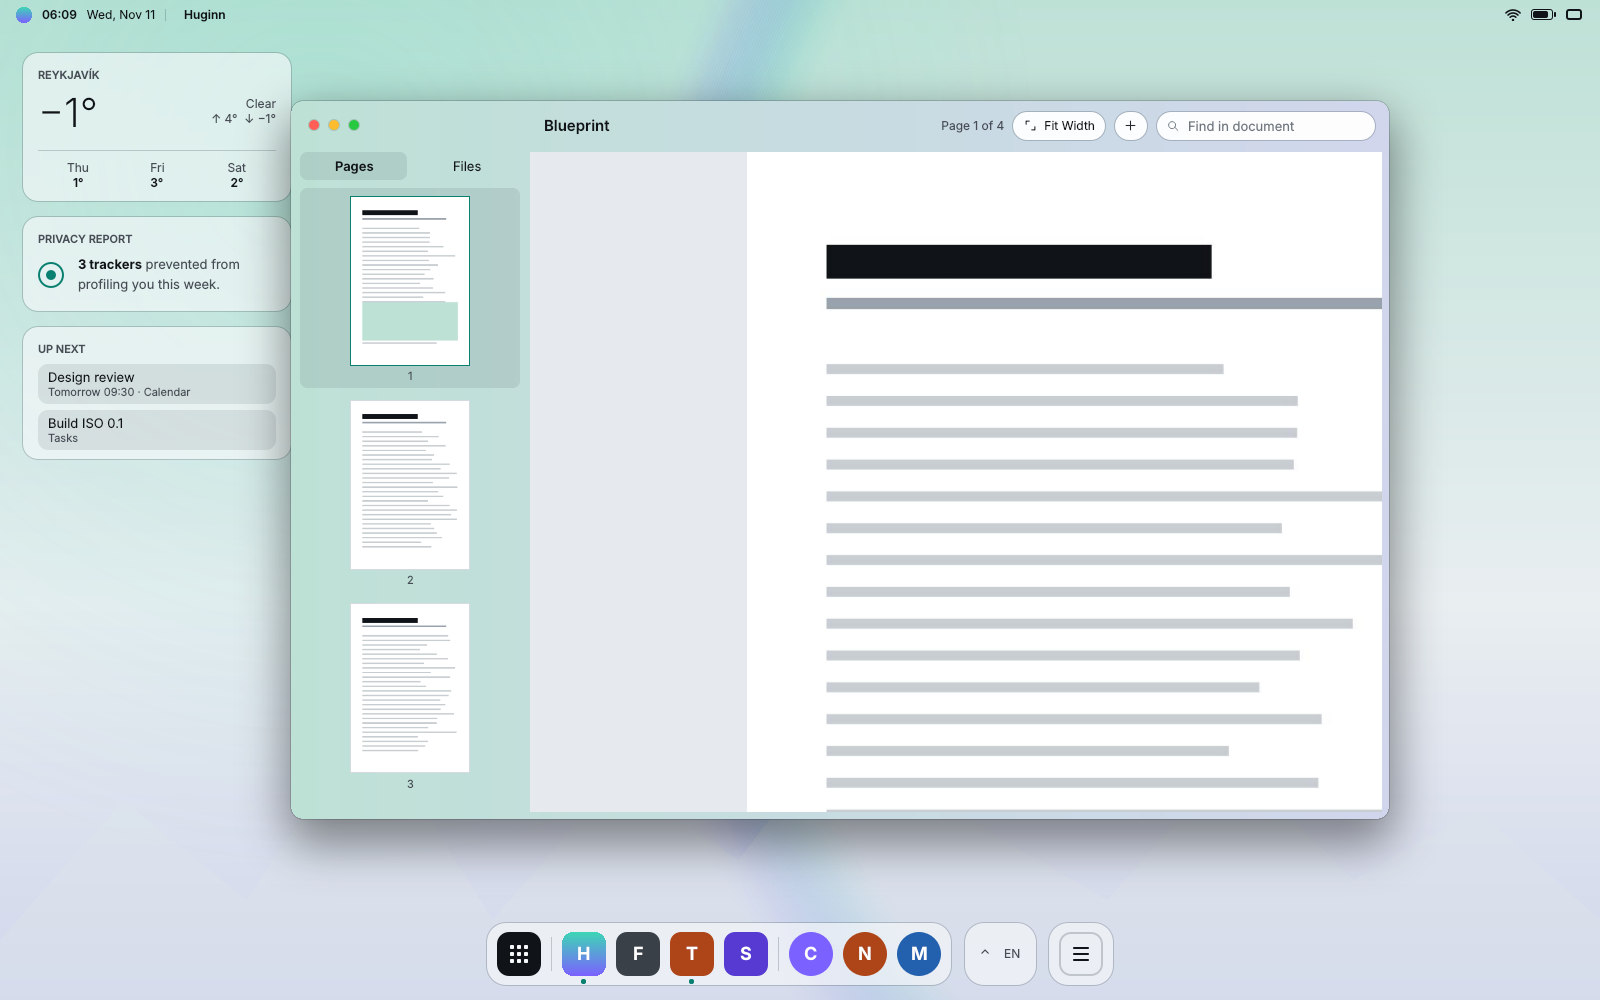 06:09 Wed, Nov 11 Huginn
REYKJAVÍK
−1°
Clear
↑ 4° ↓ −1°
Thu Fri Sat
1° 3° 2°
PRIVACY REPORT
3 trackers prevented from
profiling you this week.
UP NEXT
Design review
Tomorrow 09:30 · Calendar
Build ISO 0.1
Tasks
Blueprint
Page 1 of 4
Fit Width
+
Find in document
Pages Files
1
2
3
H F T S C N M
EN